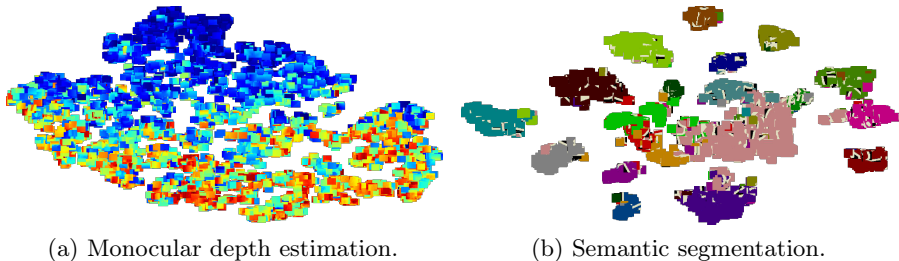 (a) Monocular depth estimation.
(b) Semantic segmentation.